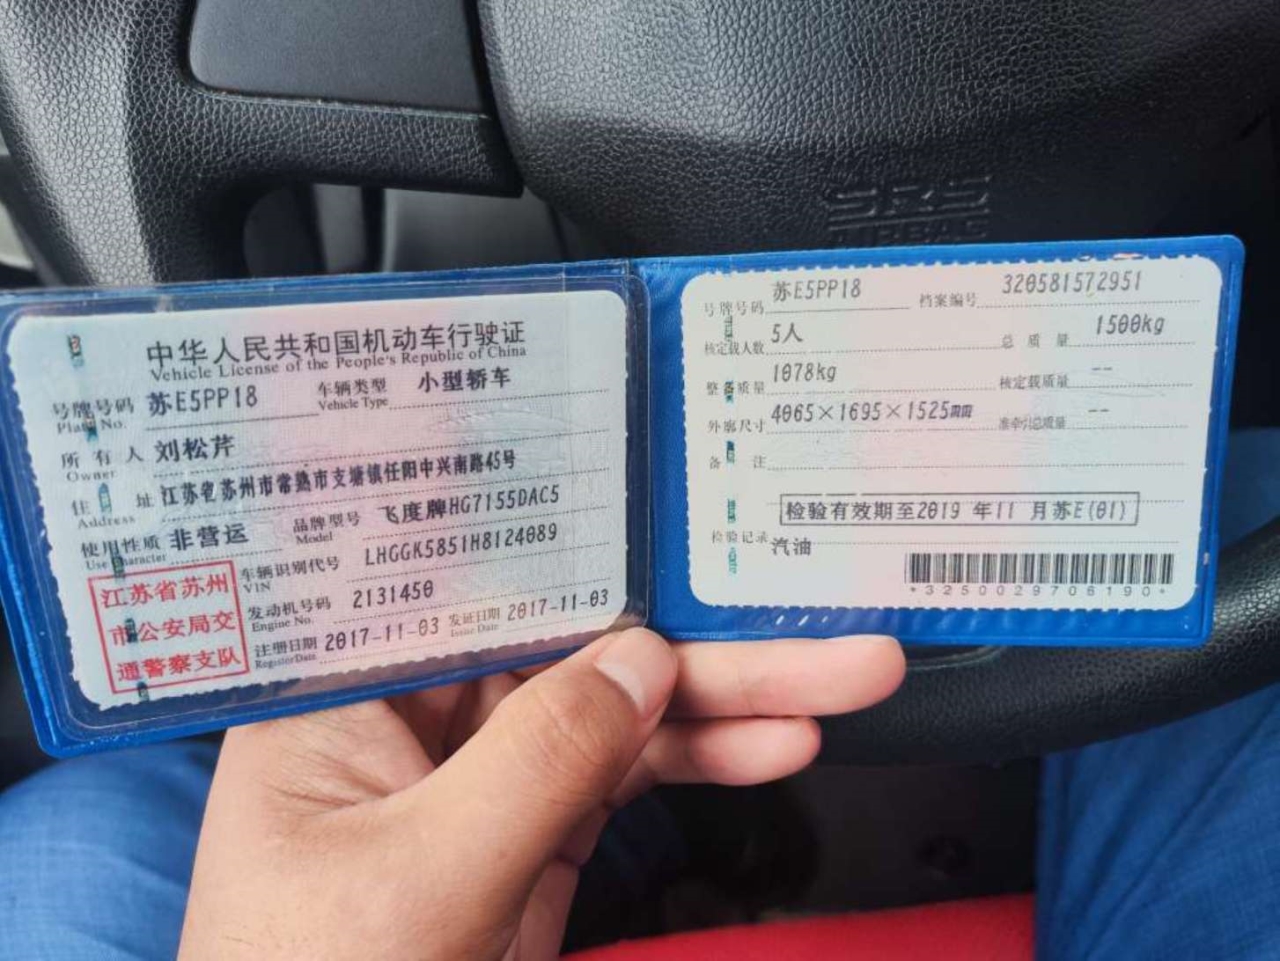 SRS
AIRBAG
中华人民共和国机动车行驶证
Vehicle License of the People's Republic of China
号牌号码 苏E5PP18 车辆类型 小型轿车
Plate No. Vehicle Type
所有人 刘松芹
Owner
住址 江苏省苏州市常熟市支塘镇任阳中兴南路45号
Address
使用性质 非营运 品牌型号 飞度牌HG7155DAC5
Use Character Model
江苏省苏州
市公安局交
通警察支队
车辆识别代号 LHGGK5851H8124089
VIN
发动机号码 2131450
Engine No.
注册日期 2017-11-03 发证日期 2017-11-03
Register Date Issue Date
号牌号码 苏E5PP18 档案编号 320581572951
核定载人数 5人 总质量 1500kg
整备质量 1078kg 核定载质量 --
外廓尺寸 4065×1695×1525mm 准牵引总质量 --
备注
检验有效期至2019 年11 月苏E(01)
检验记录 汽油
*3250029706190*